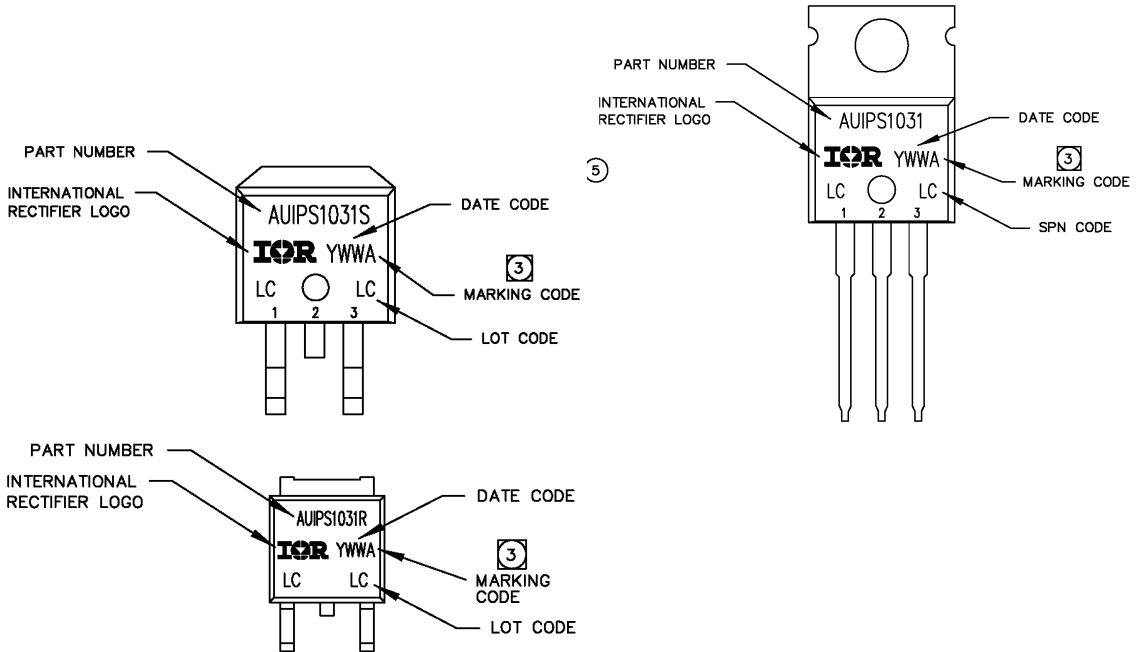 PART NUMBER
INTERNATIONAL
RECTIFIER LOGO
AUIPS1031S
IOR YWWA
LC LC
1 2 3
DATE CODE
3
MARKING CODE
LOT CODE
5
PART NUMBER
INTERNATIONAL
RECTIFIER LOGO
AUIPS1031
IOR YWWA
LC LC
1 2 3
DATE CODE
3
MARKING CODE
SPN CODE
PART NUMBER
INTERNATIONAL
RECTIFIER LOGO
AUIPS1031R
IOR YWWA
LC LC
DATE CODE
3
MARKING
CODE
LOT CODE